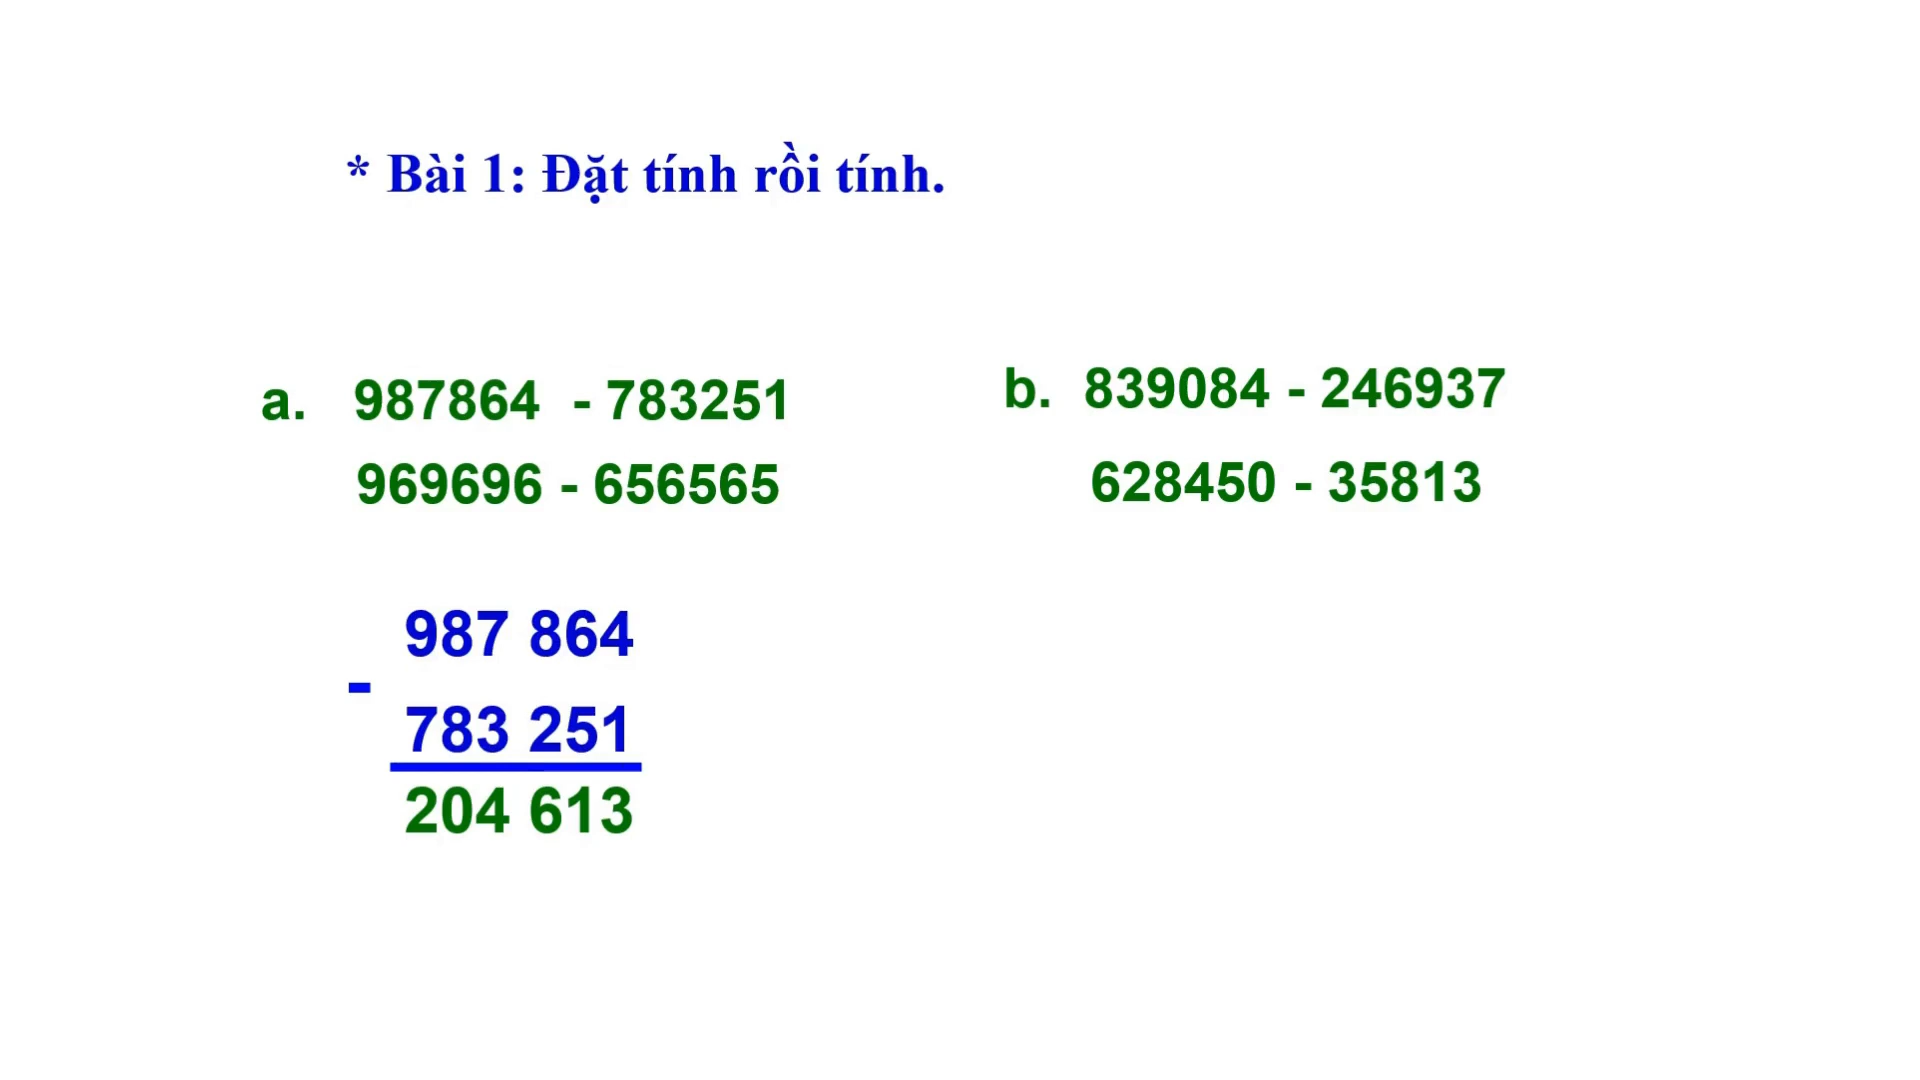 * Bài 1: Đặt tính rồi tính.
a. 987864 - 783251
969696 - 656565
b. 839084 - 246937
628450 - 35813
987 864
-
783 251
204 613